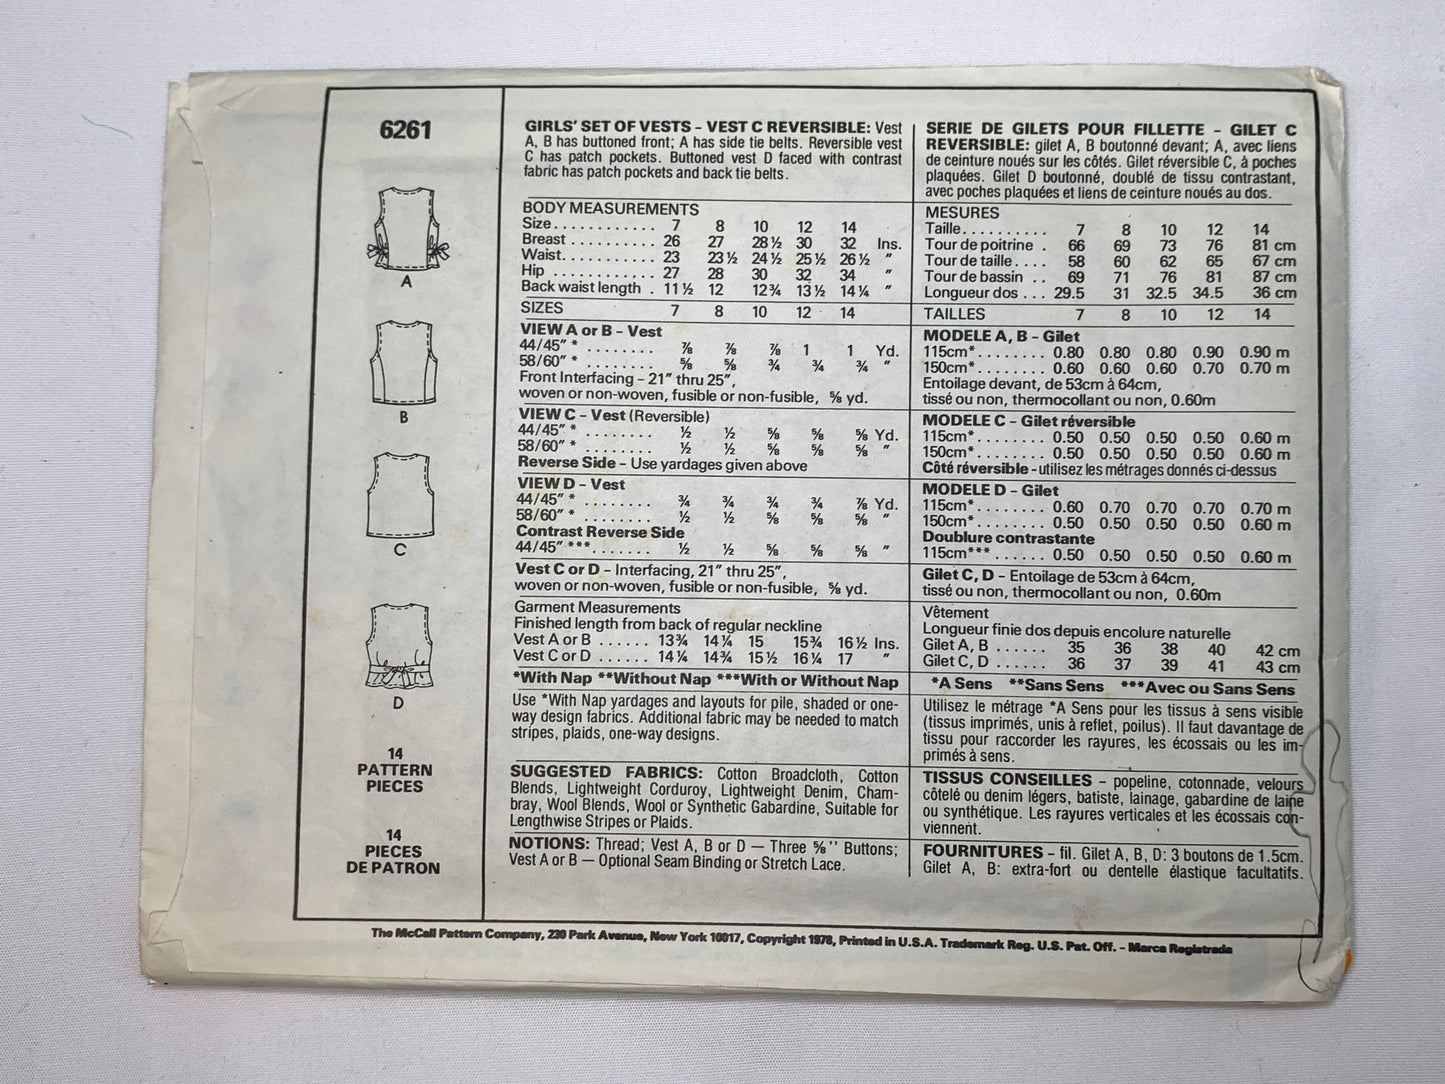 6261
A
B
C
D
14
PATTERN
PIECES
14
PIECES
DE PATRON
GIRLS' SET OF VESTS – VEST C REVERSIBLE: Vest
A, B has buttoned front; A has side tie belts. Reversible vest
C has patch pockets. Buttoned vest D faced with contrast
fabric has patch pockets and back tie belts.
BODY MEASUREMENTS
Size............ 7 8 10 12 14
Breast .......... 26 27 28½ 30 32 Ins.
Waist........... 23 23½ 24½ 25½ 26½ "
Hip ............ 27 28 30 32 34 "
Back waist length . 11½ 12 12¾ 13½ 14¼ "
SIZES 7 8 10 12 14
VIEW A or B – Vest
44/45" * ........ ⅞ ⅞ ⅞ 1 1 Yd.
58/60" * ........ ⅝ ⅝ ¾ ¾ ¾ "
Front Interfacing – 21" thru 25",
woven or non-woven, fusible or non-fusible, ⅝ yd.
VIEW C – Vest (Reversible)
44/45" * ........ ½ ½ ⅝ ⅝ ⅝ Yd.
58/60" * ........ ½ ½ ⅝ ⅝ ⅝ "
Reverse Side – Use yardages given above
VIEW D – Vest
44/45" * ........ ¾ ¾ ¾ ¾ ⅞ Yd.
58/60" * ........ ½ ½ ⅝ ⅝ ⅝ "
Contrast Reverse Side
44/45" ***....... ½ ½ ⅝ ⅝ ⅝ "
Vest C or D – Interfacing, 21" thru 25",
woven or non-woven, fusible or non-fusible, ⅝ yd.
Garment Measurements
Finished length from back of regular neckline
Vest A or B ...... 13¾ 14¼ 15 15¾ 16½ Ins.
Vest C or D ...... 14¼ 14¾ 15½ 16¼ 17 "
*With Nap **Without Nap ***With or Without Nap
Use *With Nap yardages and layouts for pile, shaded or one-
way design fabrics. Additional fabric may be needed to match
stripes, plaids, one-way designs.
SUGGESTED FABRICS: Cotton Broadcloth, Cotton
Blends, Lightweight Corduroy, Lightweight Denim, Cham-
bray, Wool Blends, Wool or Synthetic Gabardine, Suitable for
Lengthwise Stripes or Plaids.
NOTIONS: Thread; Vest A, B or D — Three ⅝'' Buttons;
Vest A or B — Optional Seam Binding or Stretch Lace.
SERIE DE GILETS POUR FILLETTE – GILET C
REVERSIBLE: gilet A, B boutonné devant; A, avec liens
de ceinture noués sur les côtés. Gilet réversible C, à poches
plaquées. Gilet D boutonné, doublé de tissu contrastant,
avec poches plaquées et liens de ceinture noués au dos.
MESURES
Taille.......... 7 8 10 12 14
Tour de poitrine . 66 69 73 76 81 cm
Tour de taille .... 58 60 62 65 67 cm
Tour de bassin .. 69 71 76 81 87 cm
Longueur dos ... 29.5 31 32.5 34.5 36 cm
TAILLES 7 8 10 12 14
MODELE A, B – Gilet
115cm*........ 0.80 0.80 0.80 0.90 0.90 m
150cm*........ 0.60 0.60 0.60 0.70 0.70 m
Entoilage devant, de 53cm à 64cm,
tissé ou non, thermocollant ou non, 0.60m
MODELE C – Gilet réversible
115cm*........ 0.50 0.50 0.50 0.50 0.60 m
150cm*........ 0.50 0.50 0.50 0.50 0.60 m
Côté réversible - utilisez les métrages donnés ci-dessus
MODELE D – Gilet
115cm*........ 0.60 0.70 0.70 0.70 0.70 m
150cm*........ 0.50 0.50 0.50 0.50 0.60 m
Doublure contrastante
115cm*** ...... 0.50 0.50 0.50 0.50 0.60 m
Gilet C, D – Entoilage de 53cm à 64cm,
tissé ou non, thermocollant ou non, 0.60m
Vêtement
Longueur finie dos depuis encolure naturelle
Gilet A, B ...... 35 36 38 40 42 cm
Gilet C, D ...... 36 37 39 41 43 cm
*A Sens **Sans Sens ***Avec ou Sans Sens
Utilisez le métrage *A Sens pour les tissus à sens visible
(tissus imprimés, unis à reflet, poilus). Il faut davantage de
tissu pour raccorder les rayures, les écossais ou les im-
primés à sens.
TISSUS CONSEILLES – popeline, cotonnade, velours
côtelé ou denim légers, batiste, lainage, gabardine de laine
ou synthétique. Les rayures verticales et les écossais con-
viennent.
FOURNITURES – fil. Gilet A, B, D: 3 boutons de 1.5cm.
Gilet A, B: extra-fort ou dentelle élastique facultatifs.
The McCall Pattern Company, 230 Park Avenue, New York 10017, Copyright 1978, Printed in U.S.A. Trademark Reg. U.S. Pat. Off. – Marca Registrada